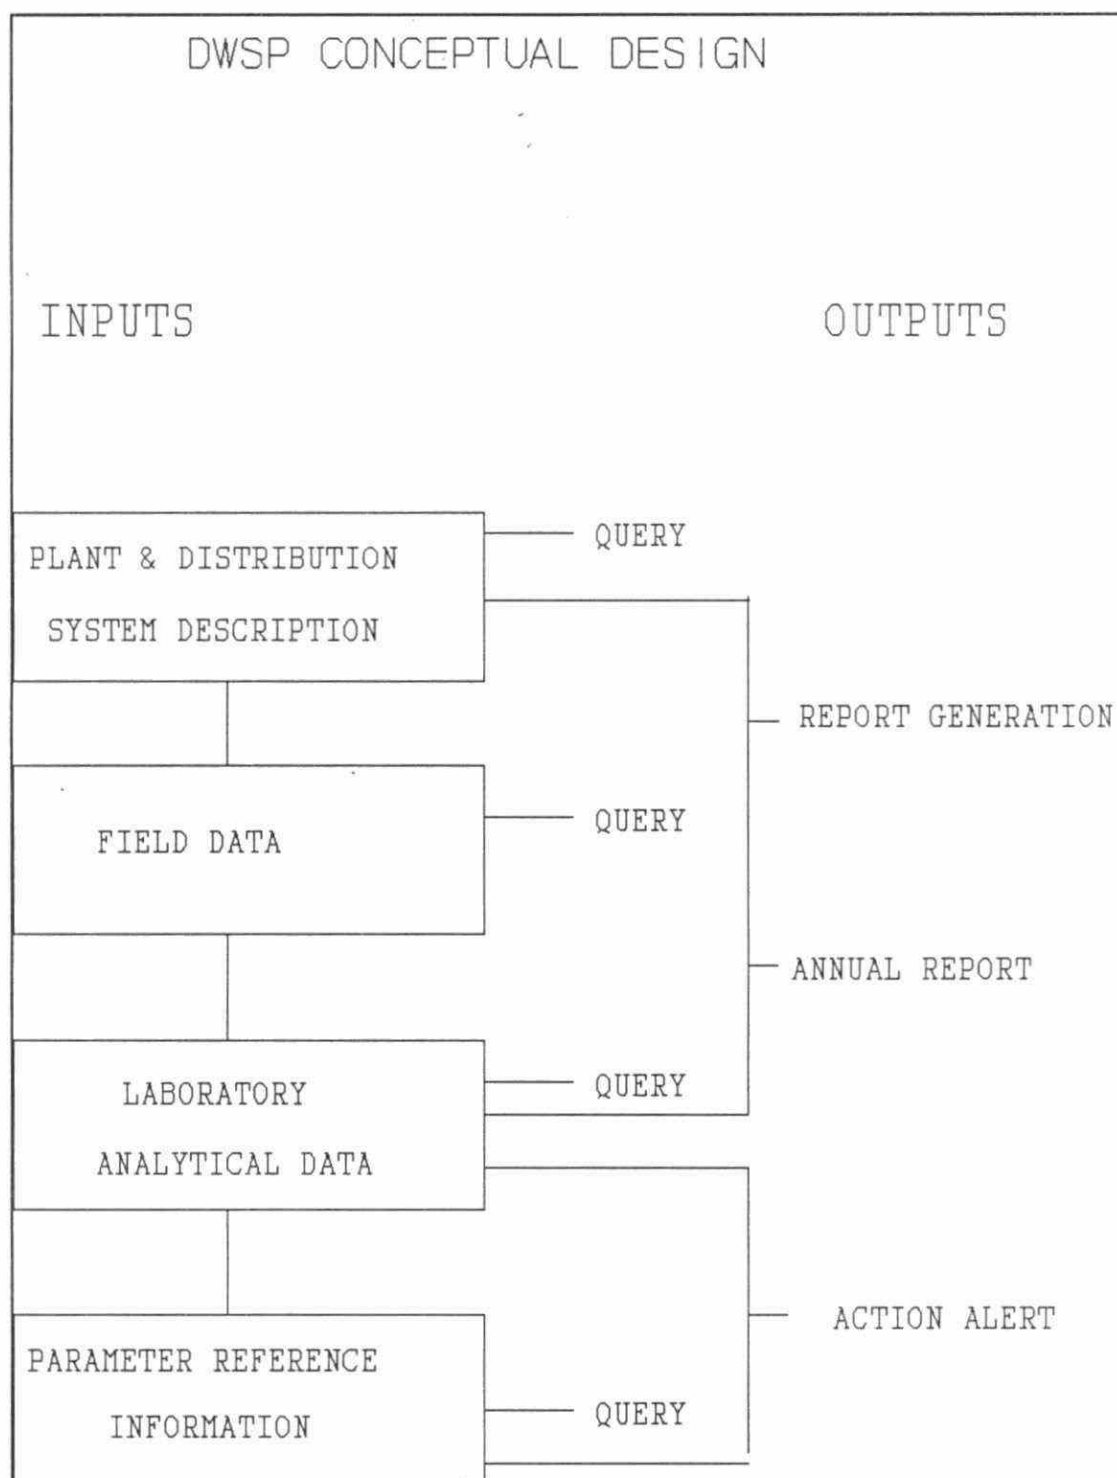 DWSP CONCEPTUAL DESIGN
INPUTS
OUTPUTS
PLANT & DISTRIBUTION
SYSTEM DESCRIPTION
QUERY
REPORT GENERATION
FIELD DATA
QUERY
ANNUAL REPORT
LABORATORY
ANALYTICAL DATA
QUERY
ACTION ALERT
PARAMETER REFERENCE
INFORMATION
QUERY